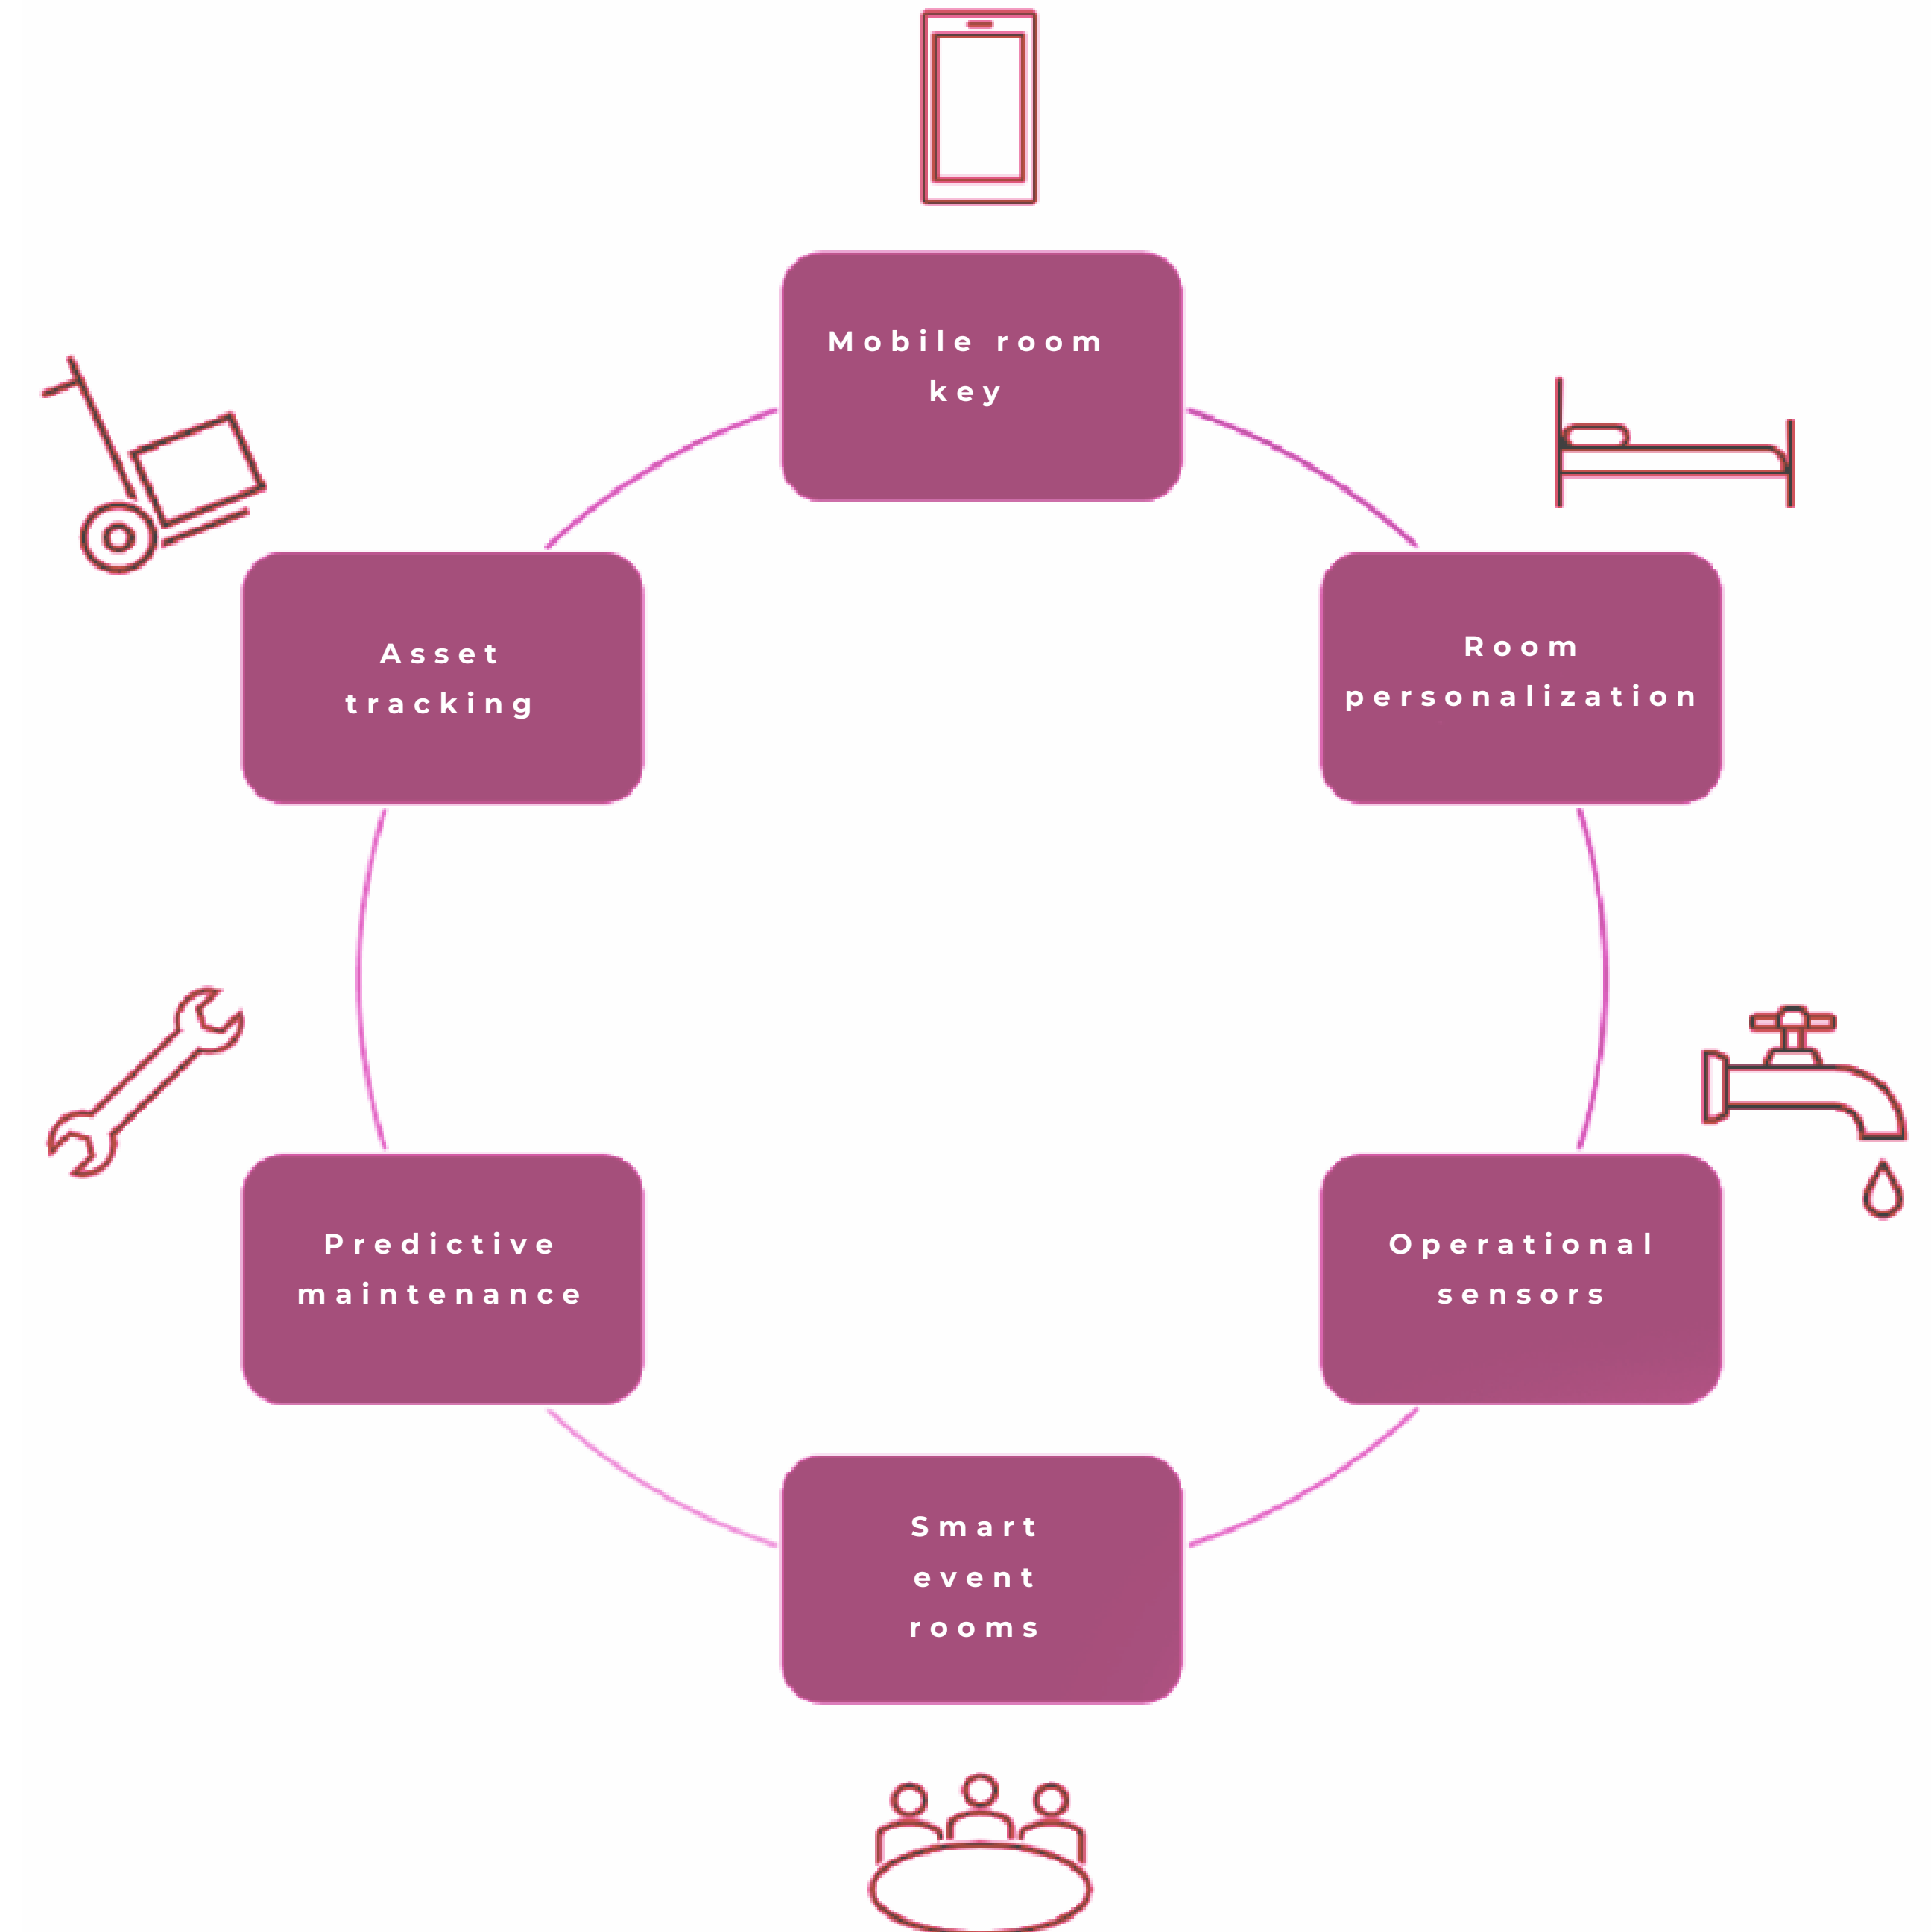 Mobile room
key
Room
personalization
Operational
sensors
Smart
event
rooms
Predictive
maintenance
Asset
tracking